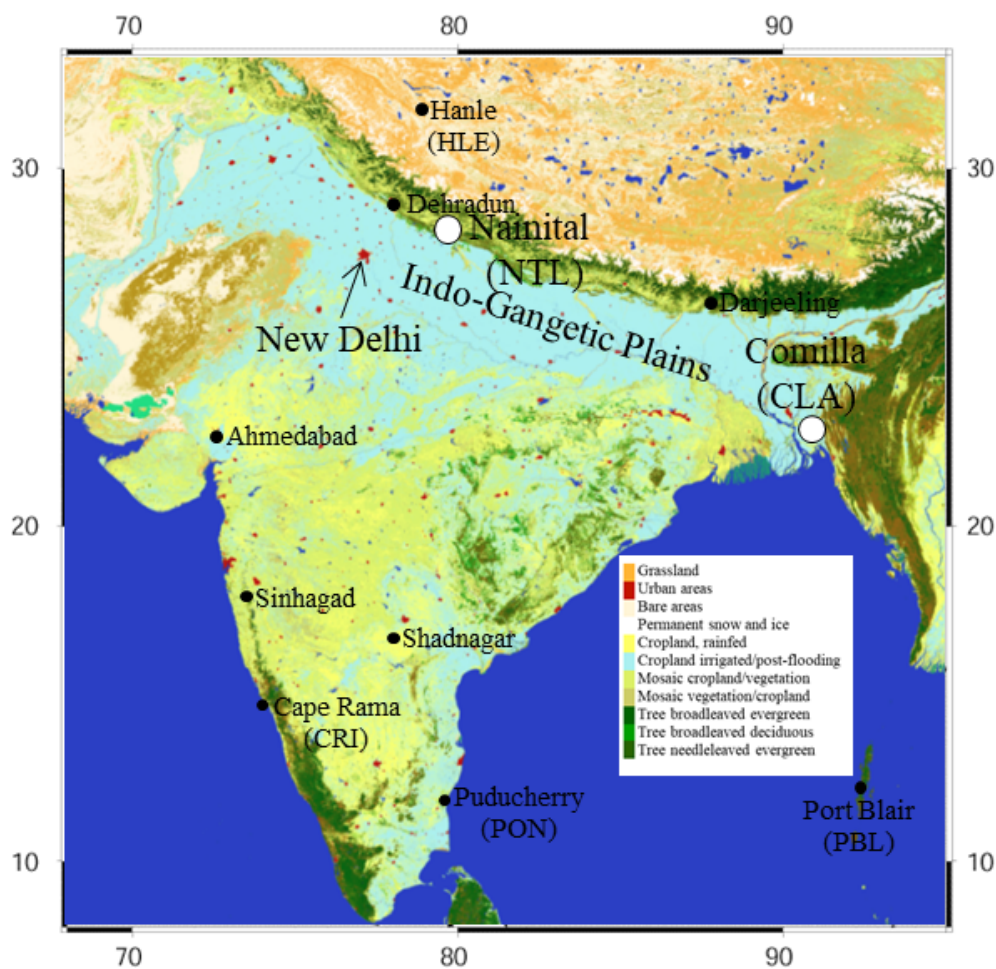 70 80 90
Hanle
(HLE)
30 30
Dehradun
Nainital
(NTL)
Indo-Gangetic Plains
New Delhi
Darjeeling
Comilla
(CLA)
Ahmedabad
20 20
Grassland
Urban areas
Bare areas
Permanent snow and ice
Cropland, rainfed
Cropland irrigated/post-flooding
Mosaic cropland/vegetation
Mosaic vegetation/cropland
Tree broadleaved evergreen
Tree broadleaved deciduous
Tree needleleaved evergreen
Sinhagad
Shadnagar
Cape Rama
(CRI)
Puducherry
(PON)
Port Blair
(PBL)
10 10
70 80 90